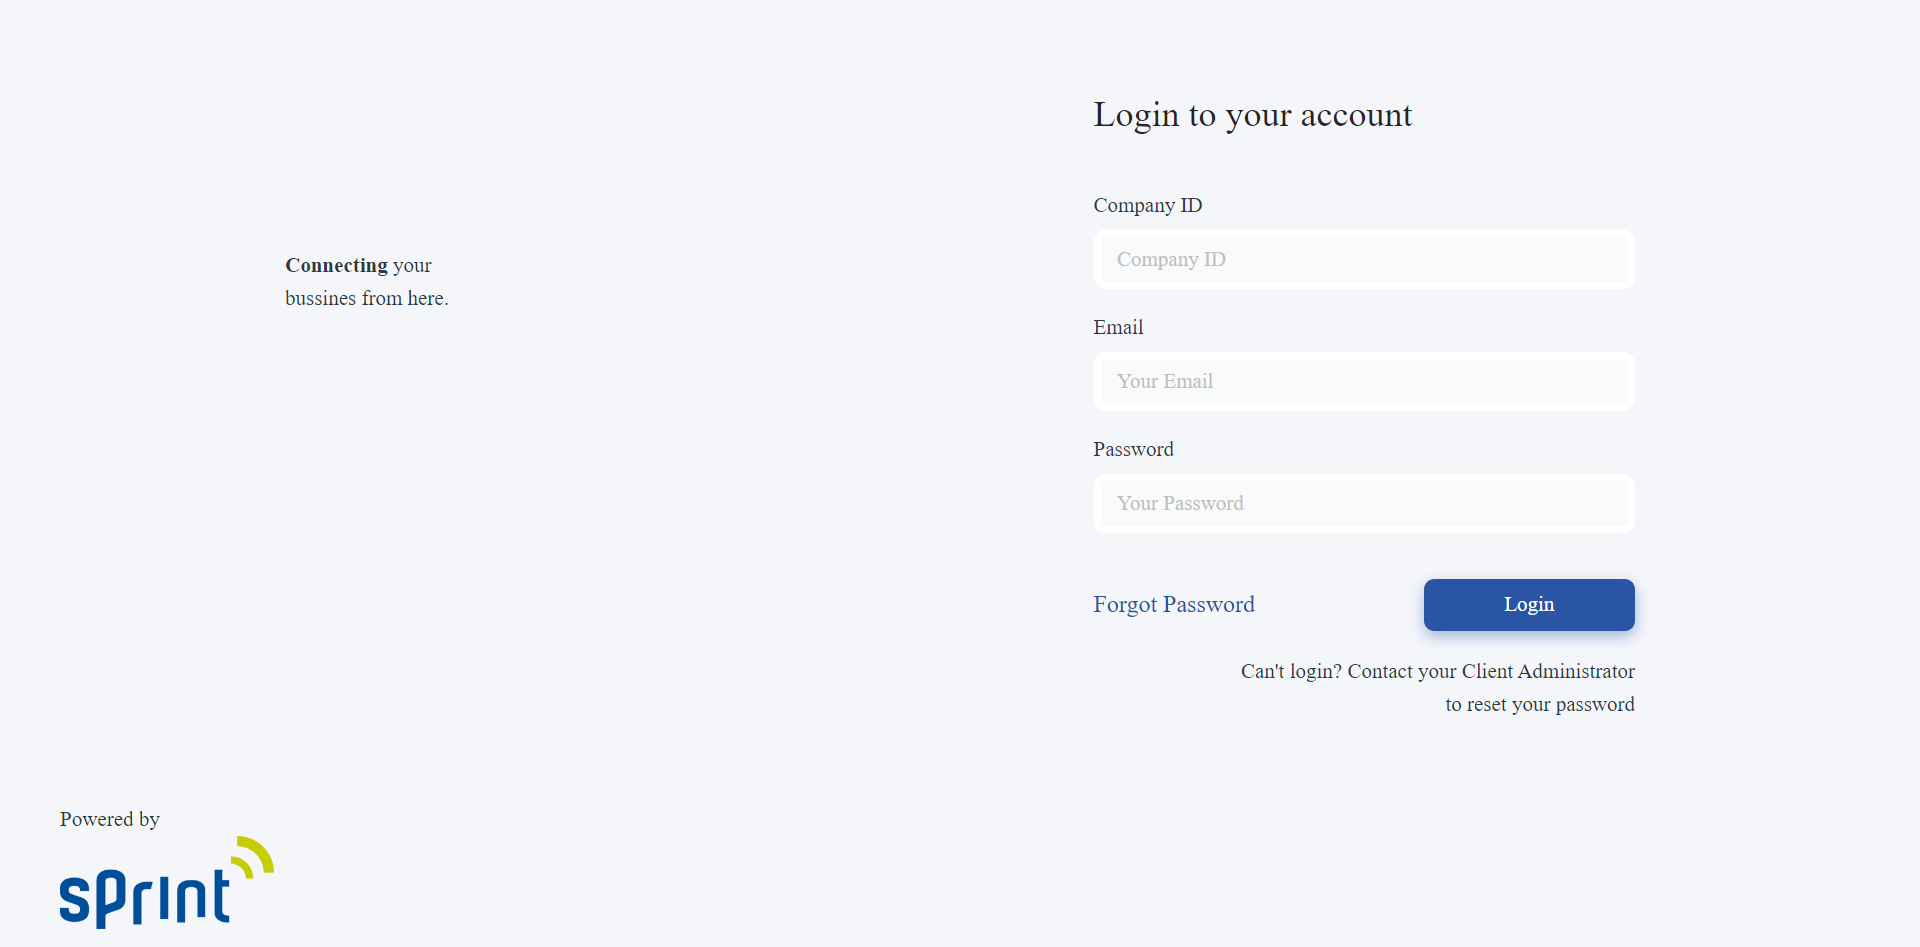 Connecting your
bussines from here.
Login to your account
Company ID
Company ID
Email
Your Email
Password
Your Password
Forgot Password
Login
Can't login? Contact your Client Administrator
to reset your password
Powered by
sprint